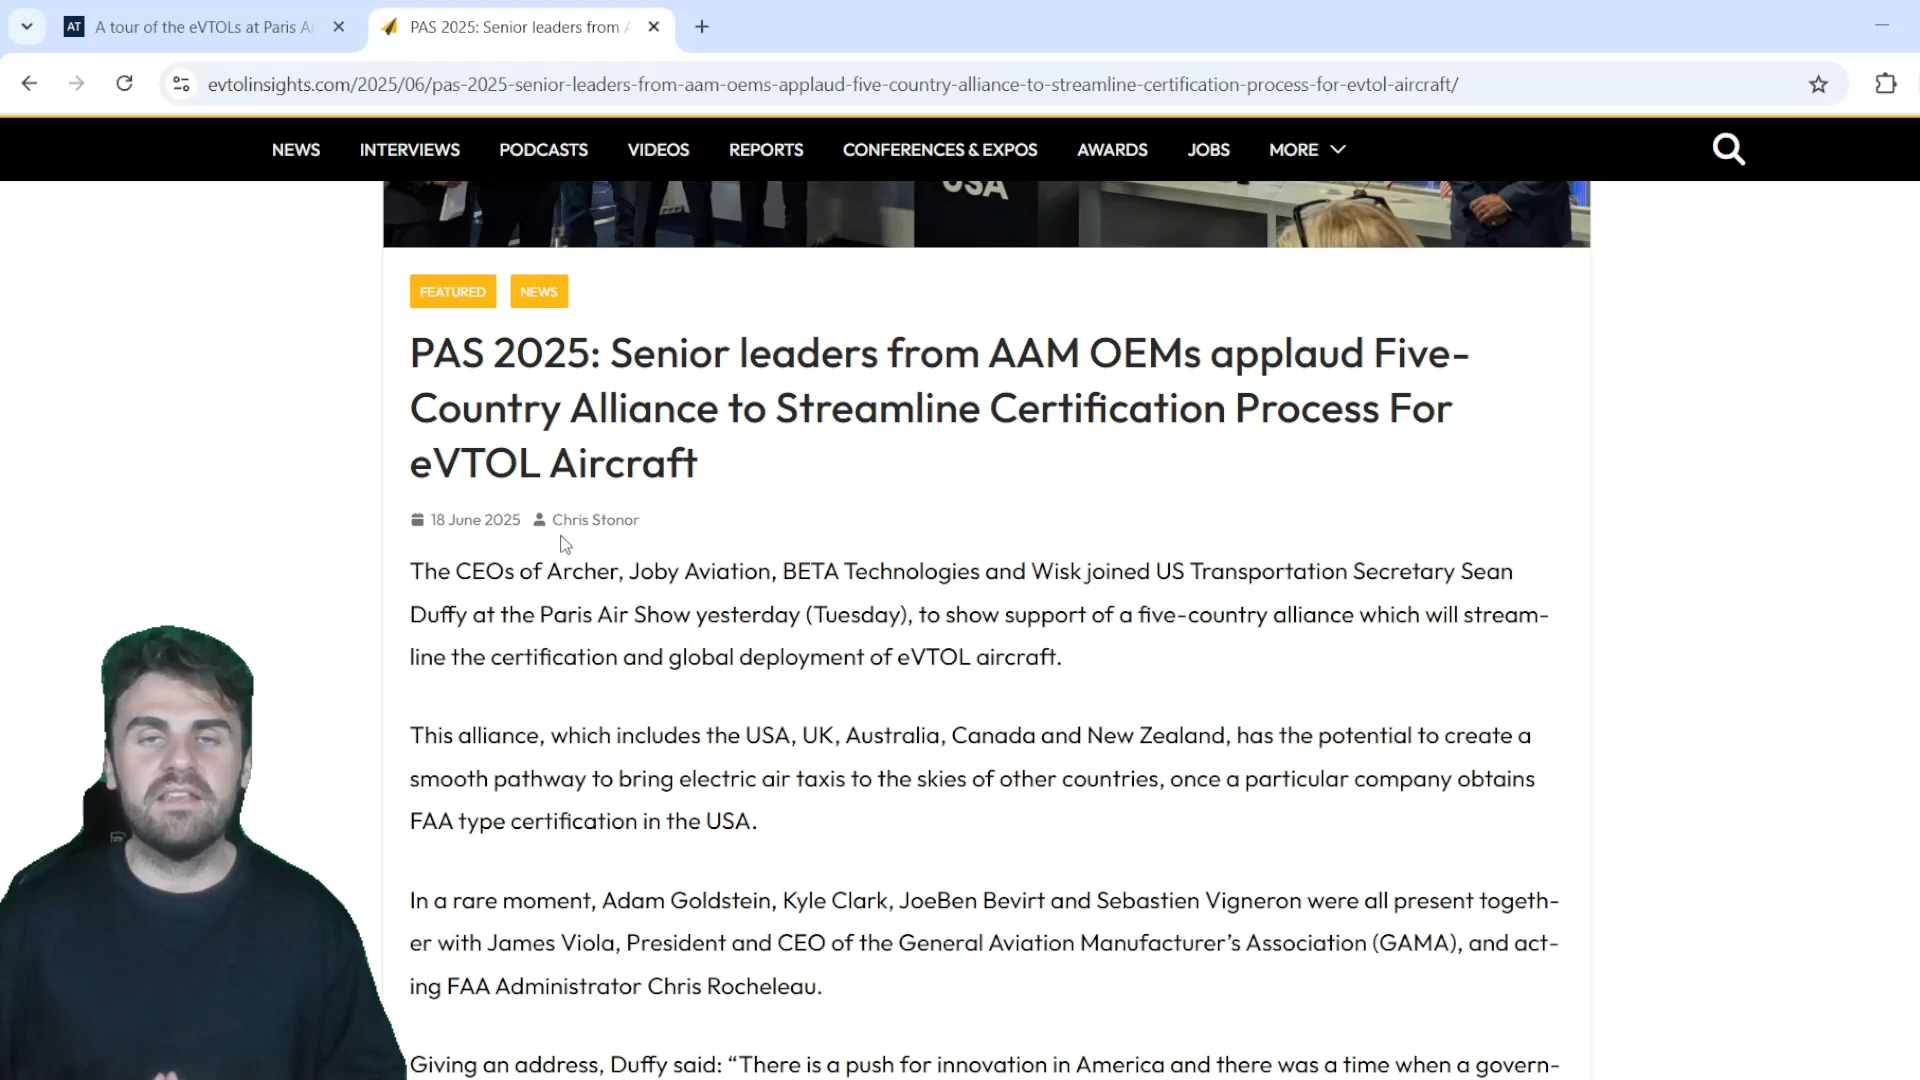 AT A tour of the eVTOLs at Paris Ai
PAS 2025: Senior leaders from A
evtolinsights.com/2025/06/pas-2025-senior-leaders-from-aam-oems-applaud-five-country-alliance-to-streamline-certification-process-for-evtol-aircraft/
NEWS INTERVIEWS PODCASTS VIDEOS REPORTS CONFERENCES & EXPOS AWARDS JOBS MORE
USA
FEATURED NEWS
PAS 2025: Senior leaders from AAM OEMs applaud Five-
Country Alliance to Streamline Certification Process For
eVTOL Aircraft
18 June 2025 Chris Stonor
The CEOs of Archer, Joby Aviation, BETA Technologies and Wisk joined US Transportation Secretary Sean
Duffy at the Paris Air Show yesterday (Tuesday), to show support of a five-country alliance which will stream-
line the certification and global deployment of eVTOL aircraft.
This alliance, which includes the USA, UK, Australia, Canada and New Zealand, has the potential to create a
smooth pathway to bring electric air taxis to the skies of other countries, once a particular company obtains
FAA type certification in the USA.
In a rare moment, Adam Goldstein, Kyle Clark, JoeBen Bevirt and Sebastien Vigneron were all present togeth-
er with James Viola, President and CEO of the General Aviation Manufacturer's Association (GAMA), and act-
ing FAA Administrator Chris Rocheleau.
Giving an address, Duffy said: “There is a push for innovation in America and there was a time when a govern-